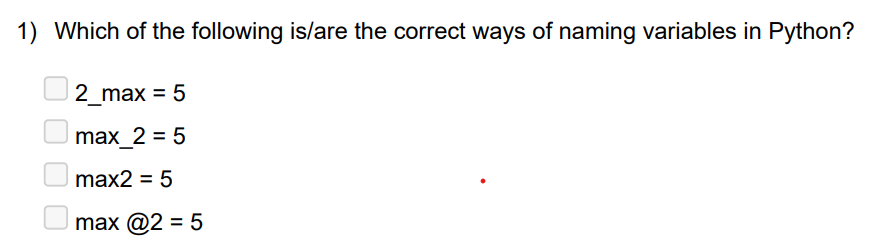 1) Which of the following is/are the correct ways of naming variables in Python?
2_max = 5
max_2 = 5
max2 = 5
max @2 = 5